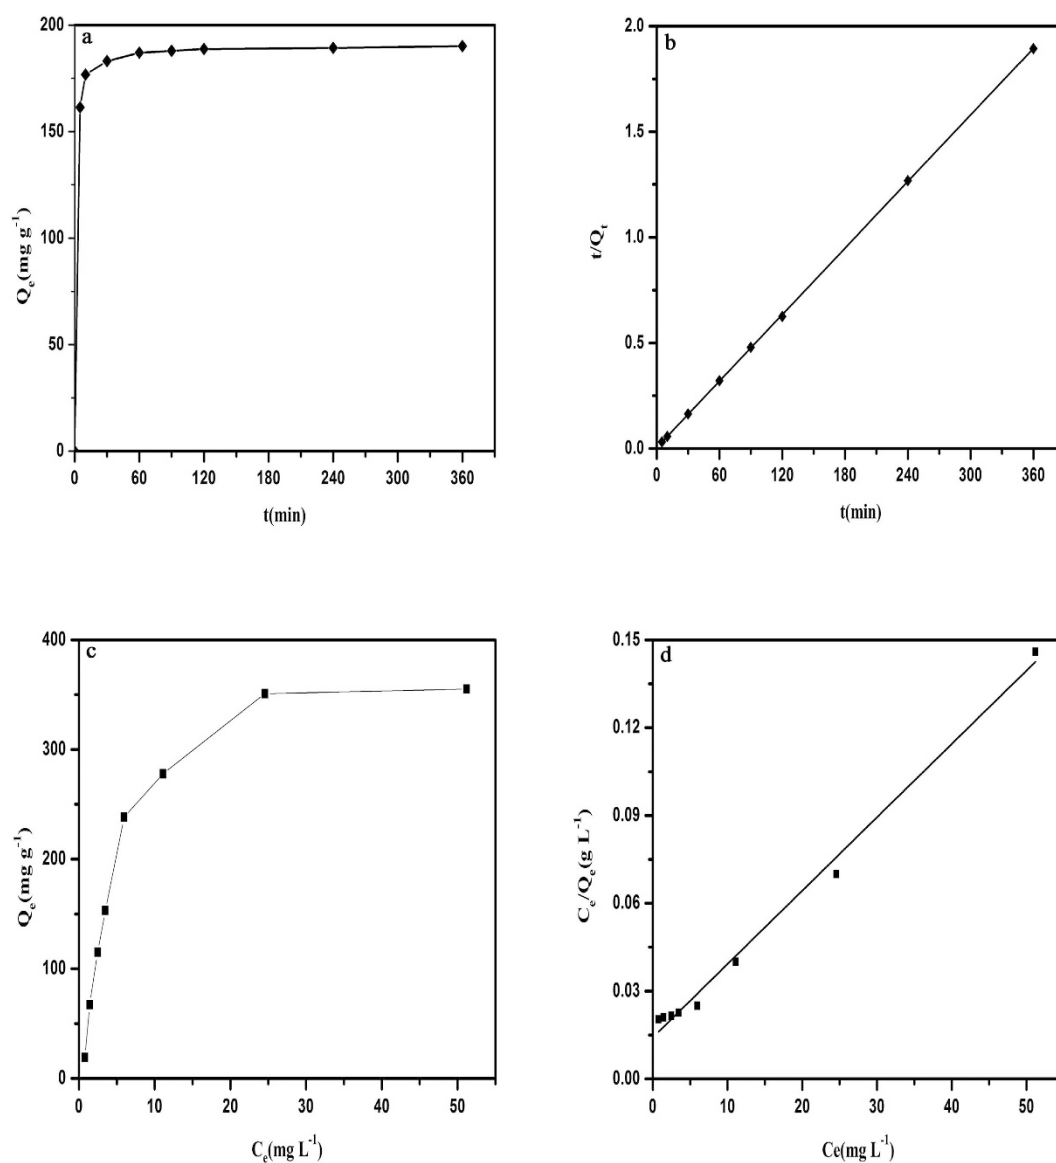 a
200
150
100
50
0
Qe(mg g-1)
0 60 120 180 240 300 360
t(min)
b
2.0
1.5
1.0
0.5
0.0
t/Qt
0 60 120 180 240 300 360
t(min)
c
400
300
200
100
0
Qe(mg g-1)
0 10 20 30 40 50
Ce(mg L-1)
d
0.15
0.12
0.09
0.06
0.03
0.00
Ce/Qe(g L-1)
0 10 20 30 40 50
Ce(mg L-1)